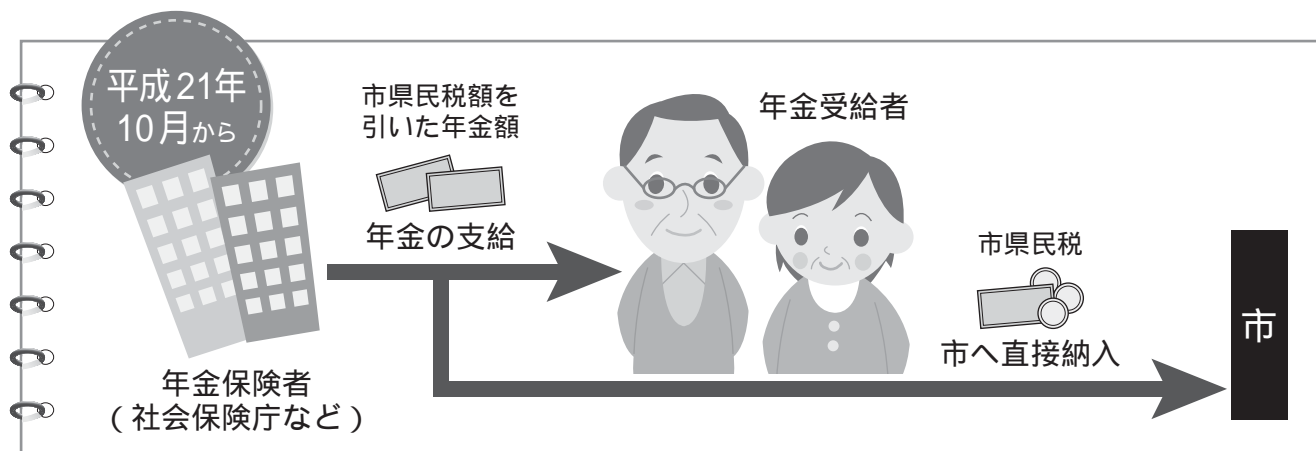 平成21年
10月から
市県民税額を
引いた年金額
年金の支給
年金受給者
市県民税
市へ直接納入
市
年金保険者
(社会保険庁など)